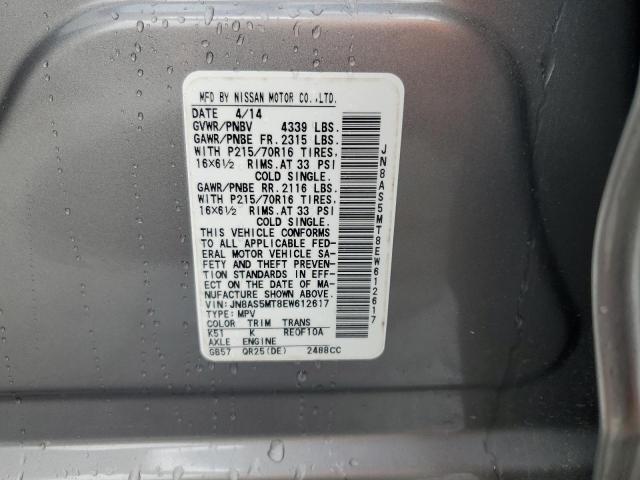 MFD BY NISSAN MOTOR CO.,LTD.
DATE 4/14
GVWR/PNBV 4339 LBS.
GAWR/PNBE FR.2315 LBS.
WITH P215/70R16 TIRES,
16X6½ RIMS.AT 33 PSI
COLD SINGLE.
GAWR/PNBE RR.2116 LBS.
WITH P215/70R16 TIRES,
16X6½ RIMS.AT 33 PSI
COLD SINGLE.
THIS VEHICLE CONFORMS
TO ALL APPLICABLE FED-
ERAL MOTOR VEHICLE SA-
FETY AND THEFT PREVEN-
TION STANDARDS IN EFF-
ECT ON THE DATE OF MA-
NUFACTURE SHOWN ABOVE.
VIN:JN8AS5MT8EW612617
TYPE:MPV
COLOR TRIM TRANS
K51 K RE0F10A
AXLE ENGINE
GB57 QR25(DE) 2488CC
JN8AS5MT8EW612617